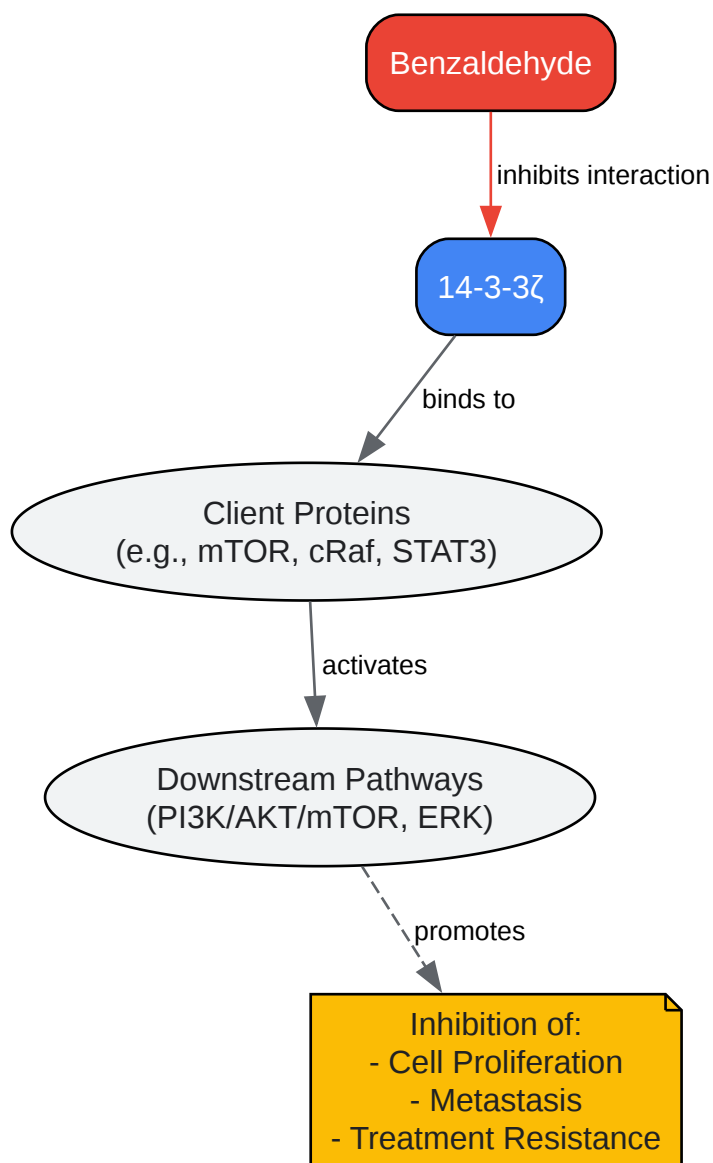 Benzaldehyde
inhibits interaction
14-3-3ζ
binds to
Client Proteins
(e.g., mTOR, cRaf, STAT3)
activates
Downstream Pathways
(PI3K/AKT/mTOR, ERK)
promotes
Inhibition of:
- Cell Proliferation
- Metastasis
- Treatment Resistance